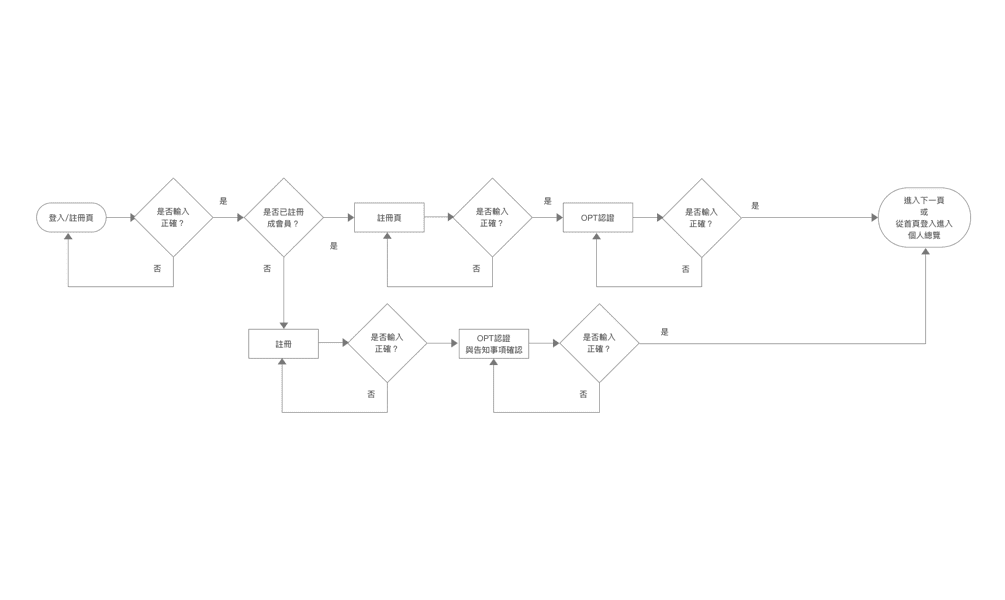 登入/註冊頁
是否輸入
正確？
是
否
是否已註冊
成會員？
是
否
註冊頁
是否輸入
正確？
是
否
OPT認證
是否輸入
正確？
是
否
進入下一頁
或
從首頁登入進入
個人總覽
註冊
是否輸入
正確？
否
OPT認證
與告知事項確認
是否輸入
正確？
是
否